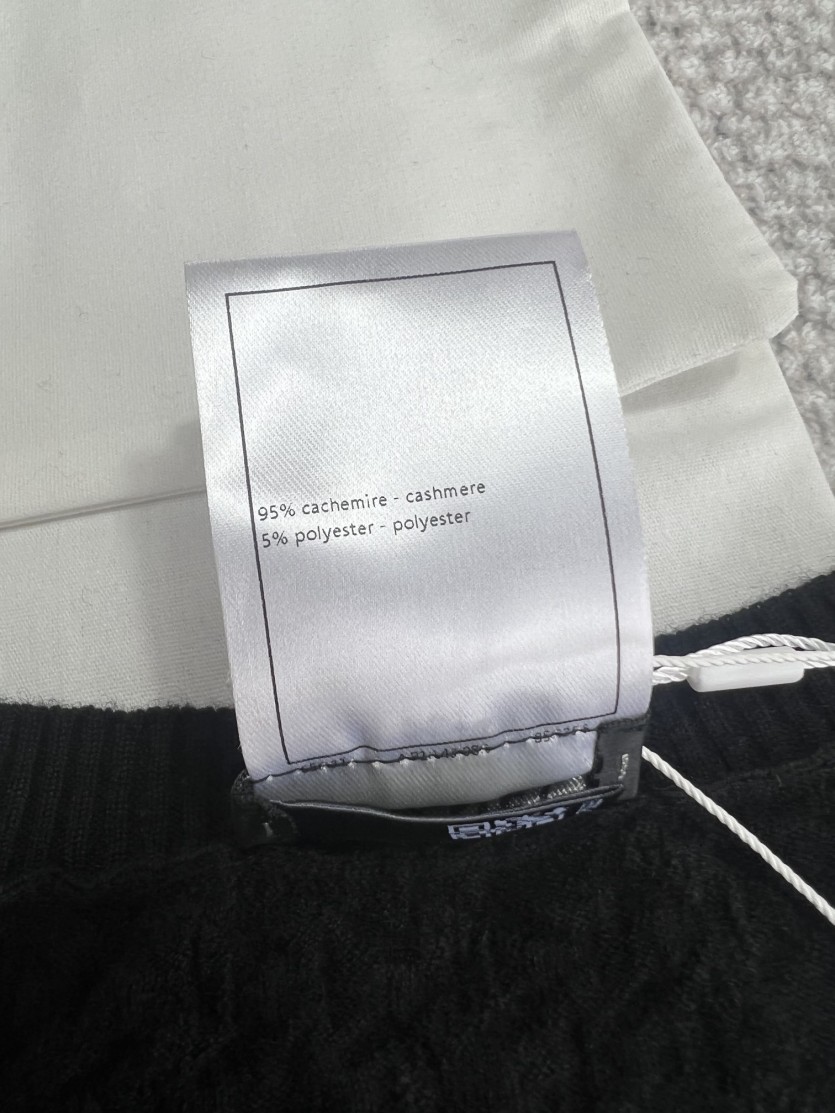 95% cachemire - cashmere
5% polyester - polyester